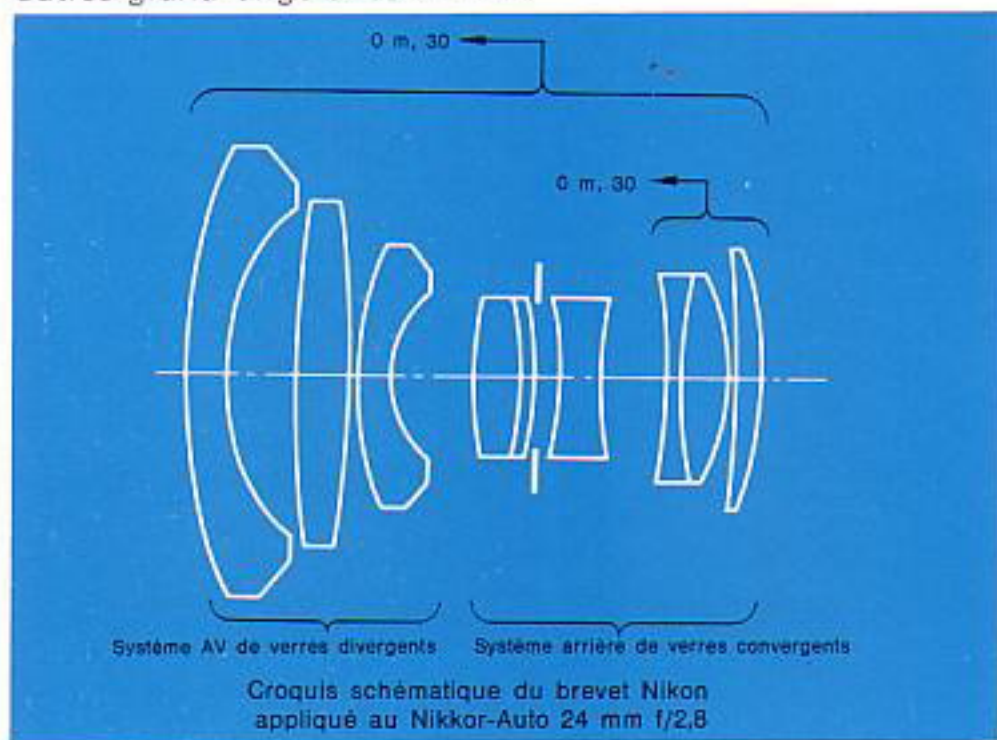 0 m, 30
0 m, 30
Système AV de verres divergents
Système arrière de verres convergents
Croquis schématique du brevet Nikon
appliqué au Nikkor-Auto 24 mm f/2,8